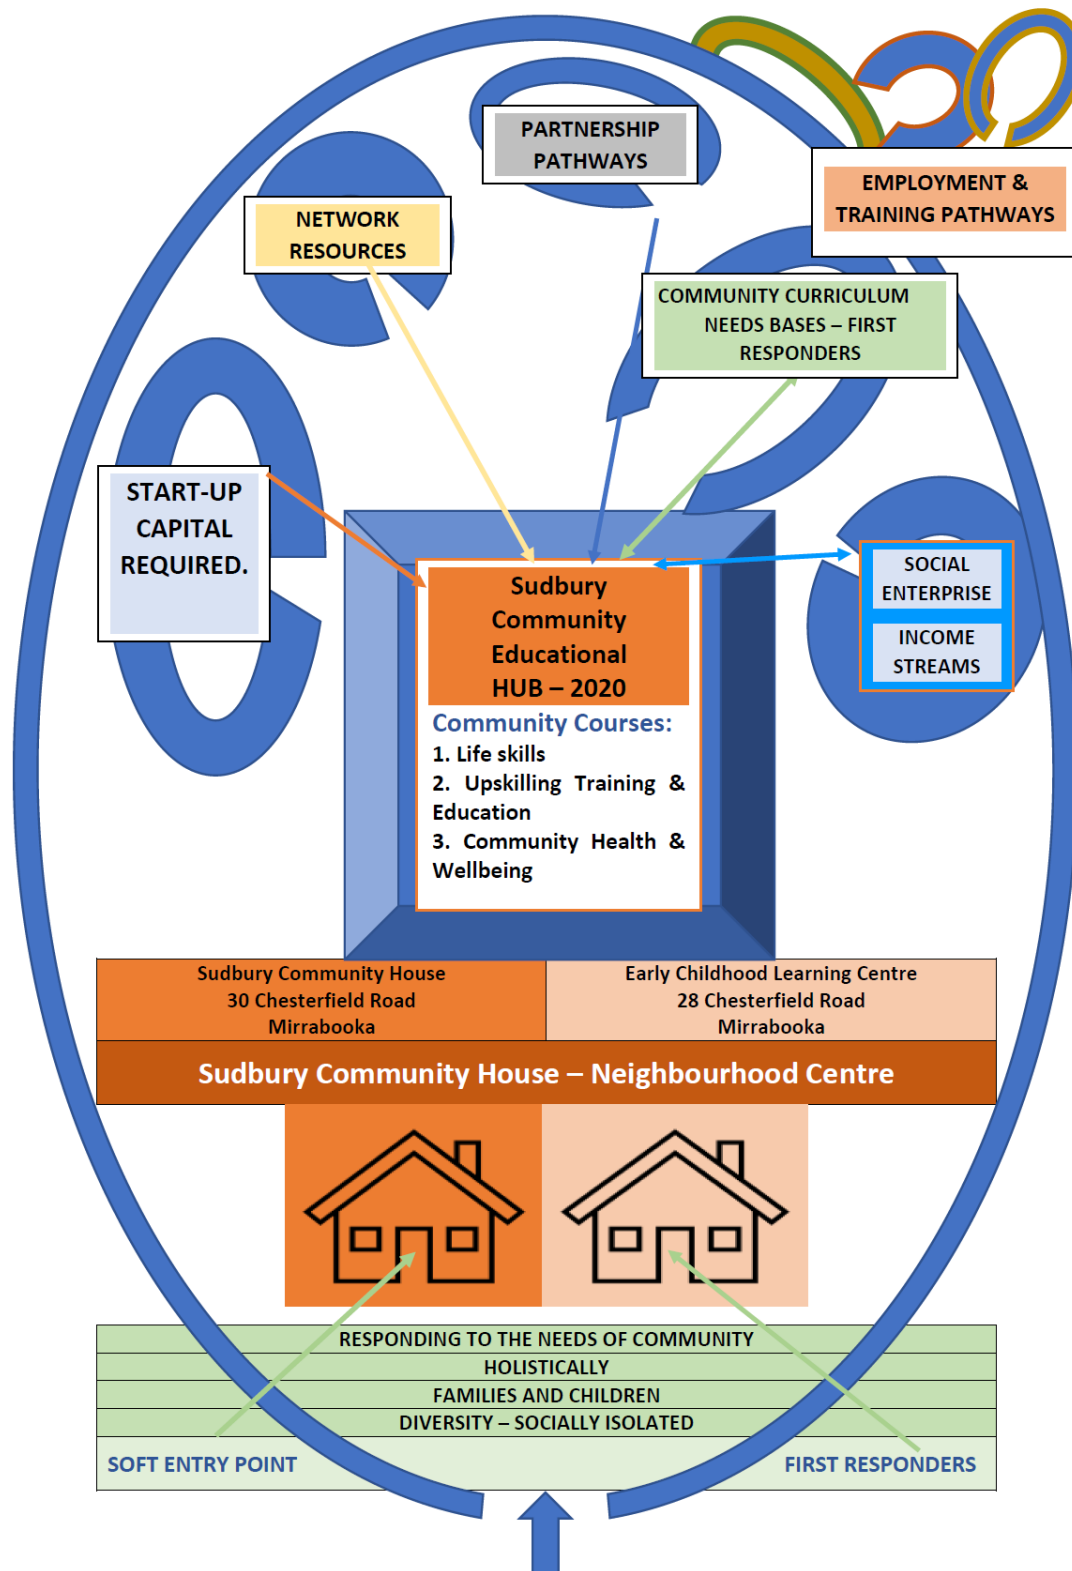 PARTNERSHIP
PATHWAYS
EMPLOYMENT &
TRAINING PATHWAYS
NETWORK
RESOURCES
COMMUNITY CURRICULUM
NEEDS BASES – FIRST
RESPONDERS
START-UP
CAPITAL
REQUIRED.
SOCIAL
ENTERPRISE
INCOME
STREAMS
Sudbury
Community
Educational
HUB – 2020
Community Courses:
1. Life skills
2. Upskilling Training &
Education
3. Community Health &
Wellbeing
Sudbury Community House
30 Chesterfield Road
Mirrabooka
Early Childhood Learning Centre
28 Chesterfield Road
Mirrabooka
Sudbury Community House – Neighbourhood Centre
RESPONDING TO THE NEEDS OF COMMUNITY
HOLISTICALLY
FAMILIES AND CHILDREN
DIVERSITY – SOCIALLY ISOLATED
SOFT ENTRY POINT
FIRST RESPONDERS